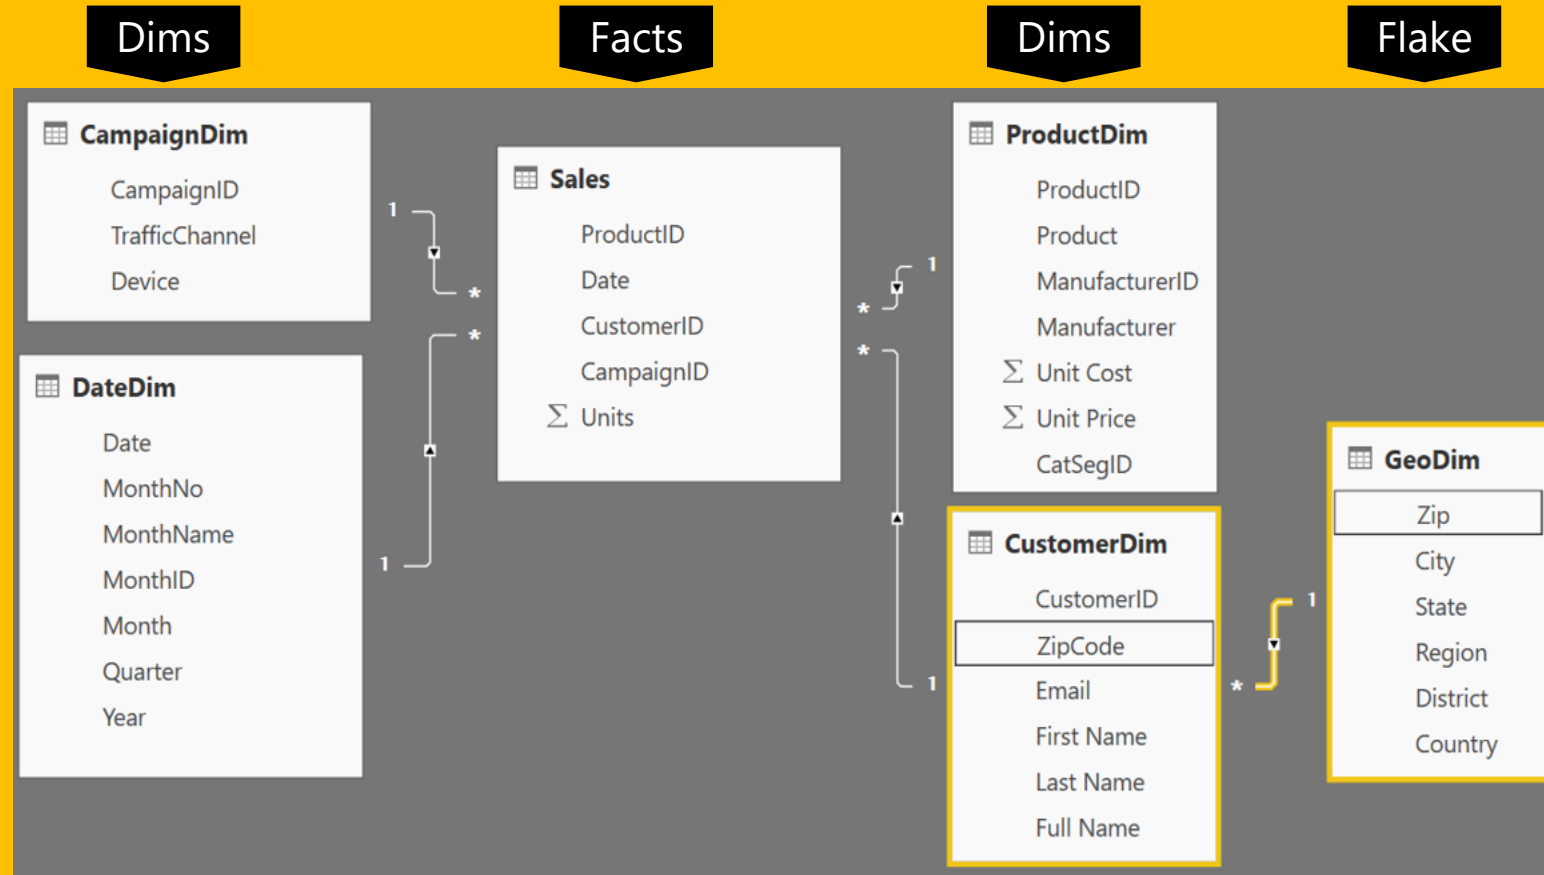 Dims
Facts
Dims
Flake
CampaignDim
CampaignID
TrafficChannel
Device
1
*
DateDim
Date
MonthNo
MonthName
MonthID
Month
Quarter
Year
1
*
Sales
ProductID
Date
CustomerID
CampaignID
Σ Units
*
1
*
1
ProductDim
ProductID
Product
ManufacturerID
Manufacturer
Σ Unit Cost
Σ Unit Price
CatSegID
CustomerDim
CustomerID
ZipCode
Email
First Name
Last Name
Full Name
*
1
GeoDim
Zip
City
State
Region
District
Country